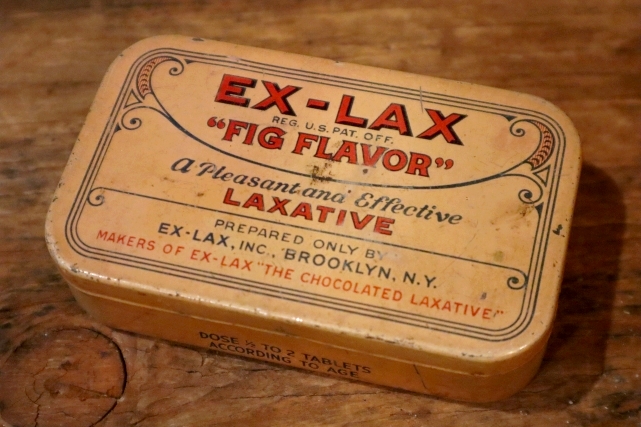 EX-LAX
REG. U.S. PAT. OFF.
"FIG FLAVOR"
A Pleasant and Effective
LAXATIVE
PREPARED ONLY BY
EX-LAX, INC., BROOKLYN, N.Y.
MAKERS OF EX-LAX "THE CHOCOLATED LAXATIVE"
DOSE ½ TO 2 TABLETS
ACCORDING TO AGE